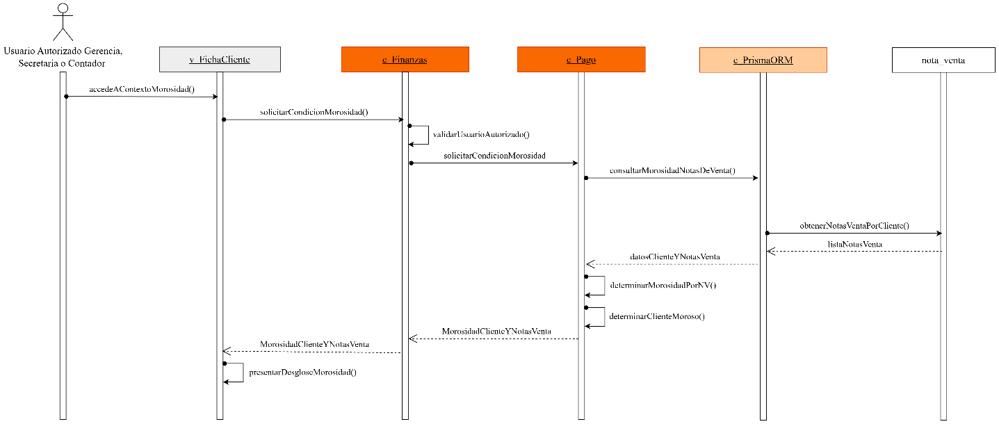 Usuario Autorizado Gerencia,
Secretaria o Contador
v_FichaCliente
c_Finanzas
c_Pago
c_PrismaORM
nota_venta
accedeAContextoMorosidad()
solicitarCondicionMorosidad()
validarUsuarioAutorizado()
solicitarCondicionMorosidad
consultarMorosidadNotasDeVenta()
obtenerNotasVentaPorCliente()
listaNotasVenta
datosClienteYNotasVenta
determinarMorosidadPorNV()
determinarClienteMoroso()
MorosidadClienteYNotasVenta
MorosidadClienteYNotasVenta
presentarDesgloseMorosidad()